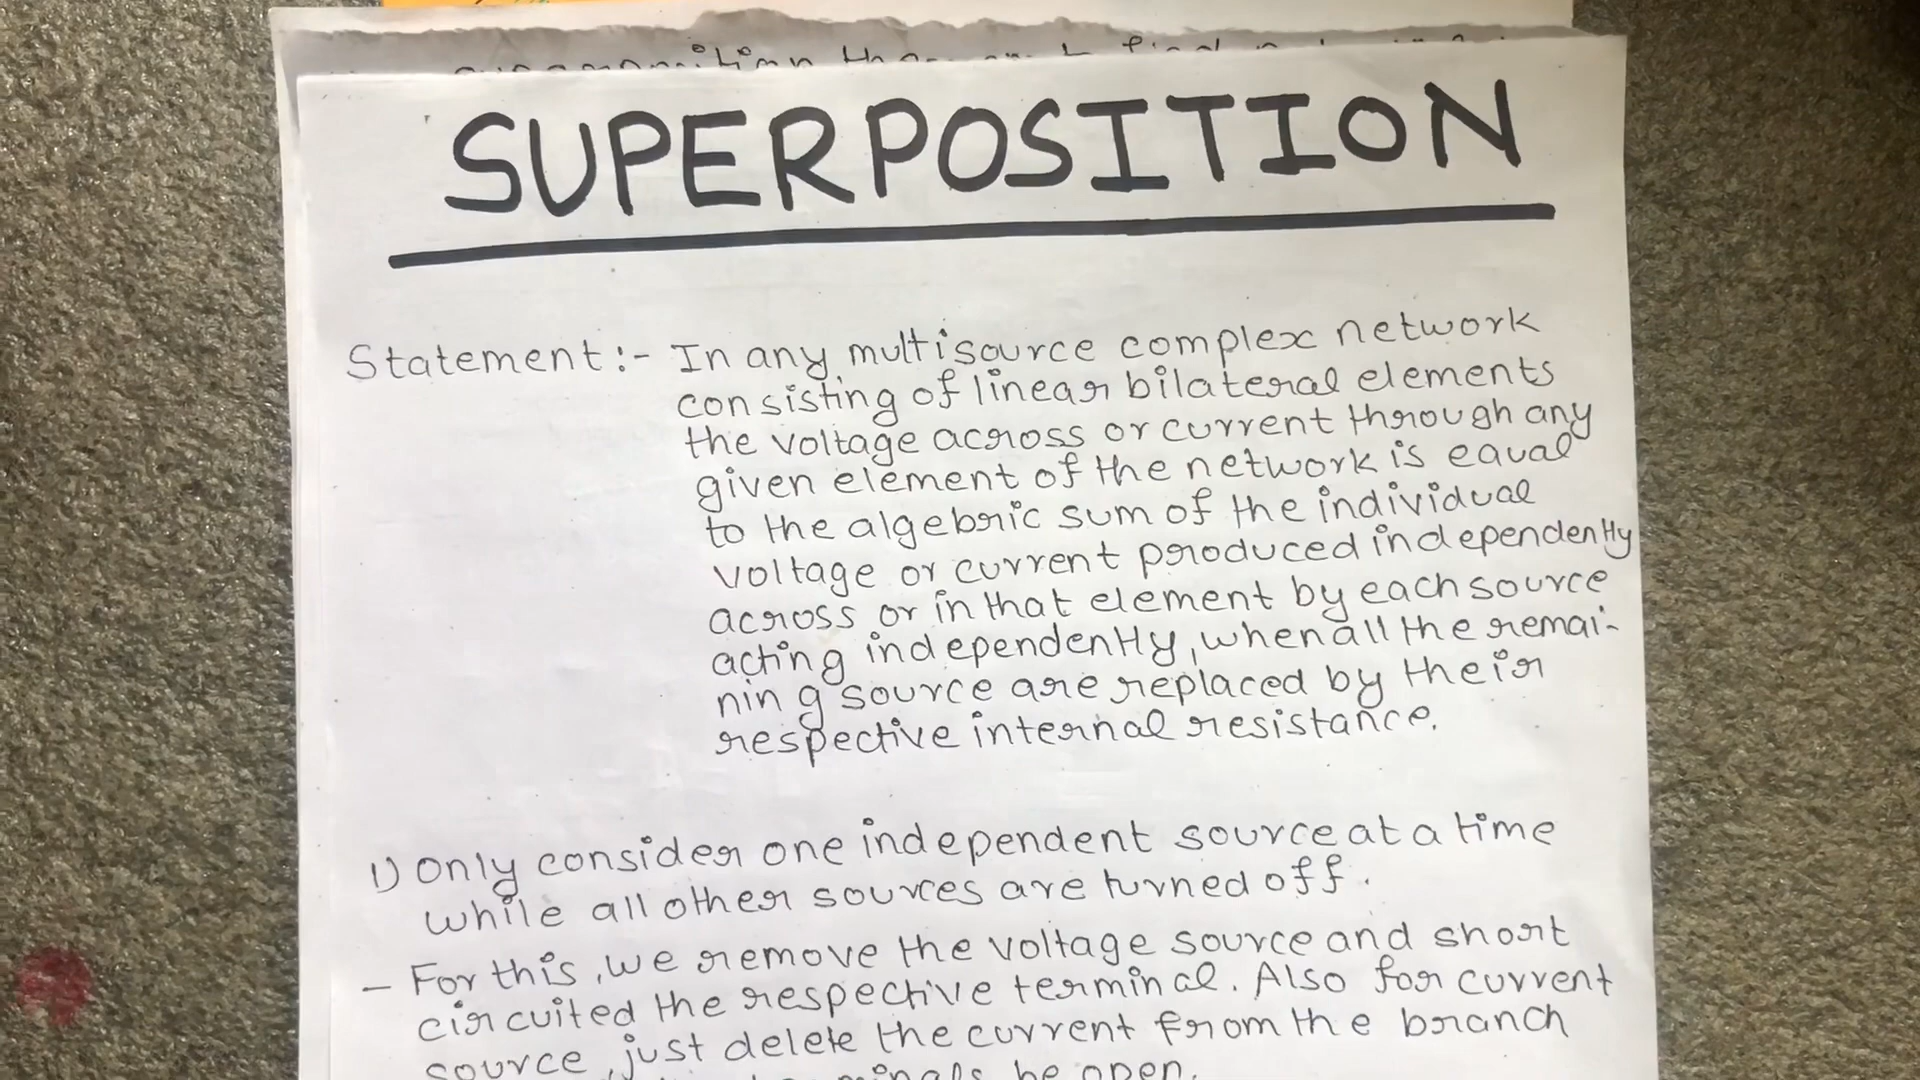 SUPERPOSITION
Statement:- In any multisource complex network
consisting of linear bilateral elements
the voltage across or current through any
given element of the network is equal
to the algebric sum of the individual
voltage or current produced independently
across or in that element by each source
acting independently, when all the remai-
ning source are replaced by their
respective internal resistance.
1) Only consider one independent source at a time
while all other sources are turned off.
- For this, we remove the voltage source and short
circuited the respective terminal. Also for current
source, just delete the current from the branch
be open.